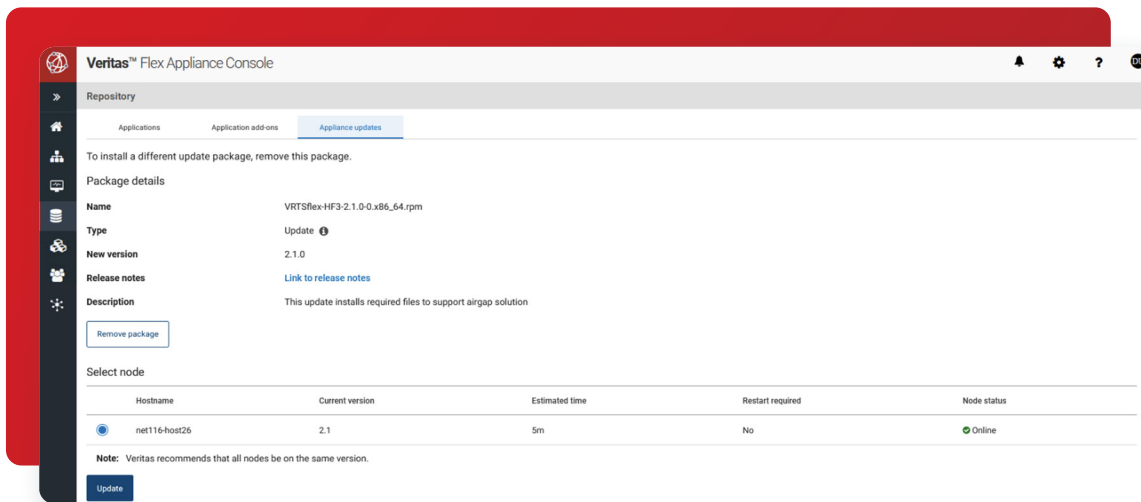 Veritas™ Flex Appliance Console
?
DU
Repository
Applications Application add-ons Appliance updates
To install a different update package, remove this package.
Package details
Name VRTSflex-HF3-2.1.0-0.x86_64.rpm
Type Update
New version 2.1.0
Release notes Link to release notes
Description This update installs required files to support airgap solution
Remove package
Select node
Hostname Current version Estimated time Restart required Node status
net116-host26 2.1 5m No Online
Note: Veritas recommends that all nodes be on the same version.
Update